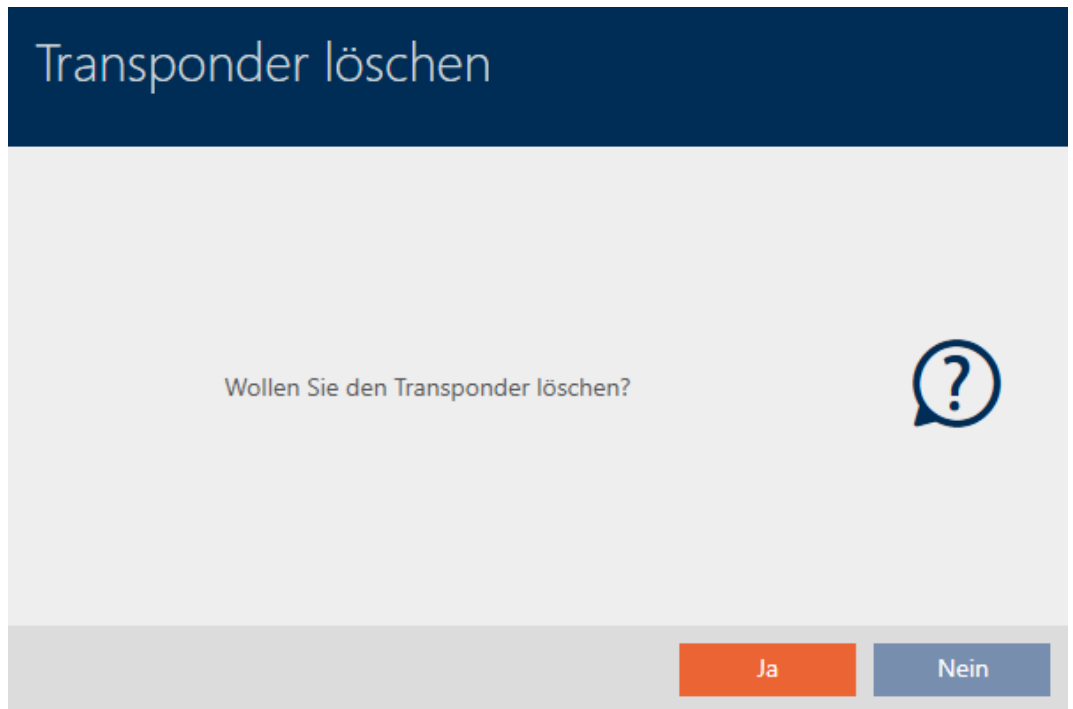 Transponder löschen
Wollen Sie den Transponder löschen?
?
Ja
Nein